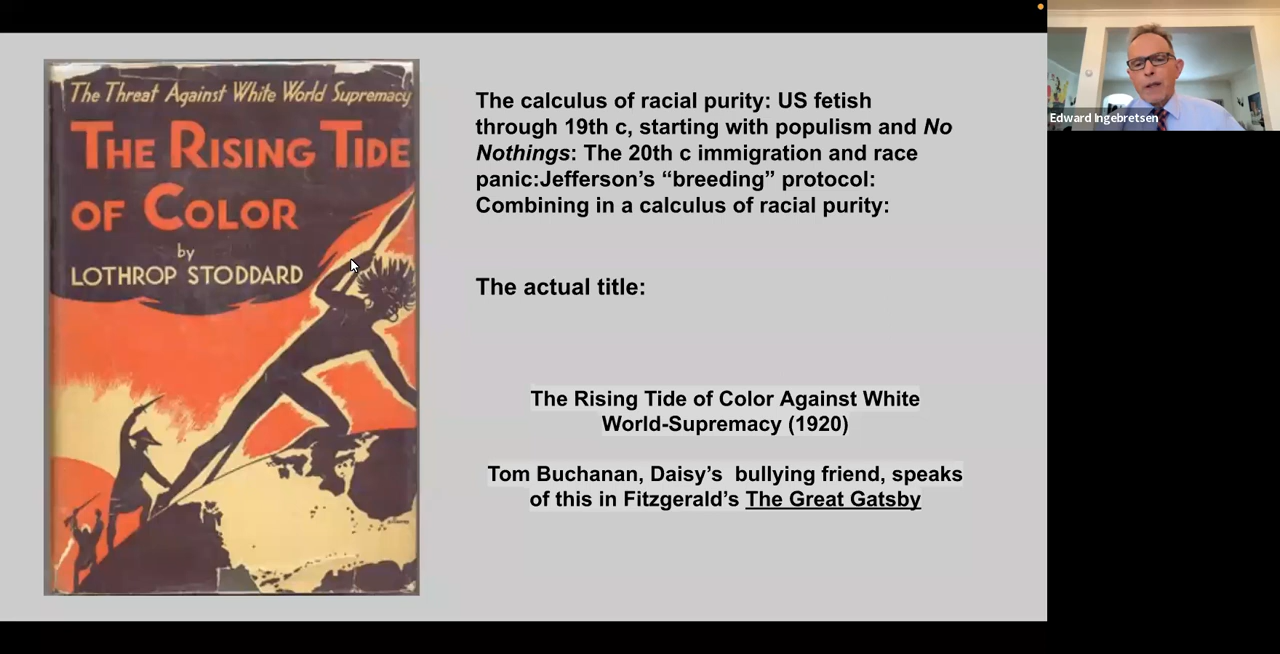 The Threat Against White World Supremacy
THE RISING TIDE
OF COLOR
by
LOTHROP STODDARD
The calculus of racial purity: US fetish
through 19th c, starting with populism and No
Nothings: The 20th c immigration and race
panic:Jefferson’s “breeding” protocol:
Combining in a calculus of racial purity:
The actual title:
The Rising Tide of Color Against White
World-Supremacy (1920)
Tom Buchanan, Daisy’s  bullying friend, speaks
of this in Fitzgerald’s The Great Gatsby
Edward Ingebretsen